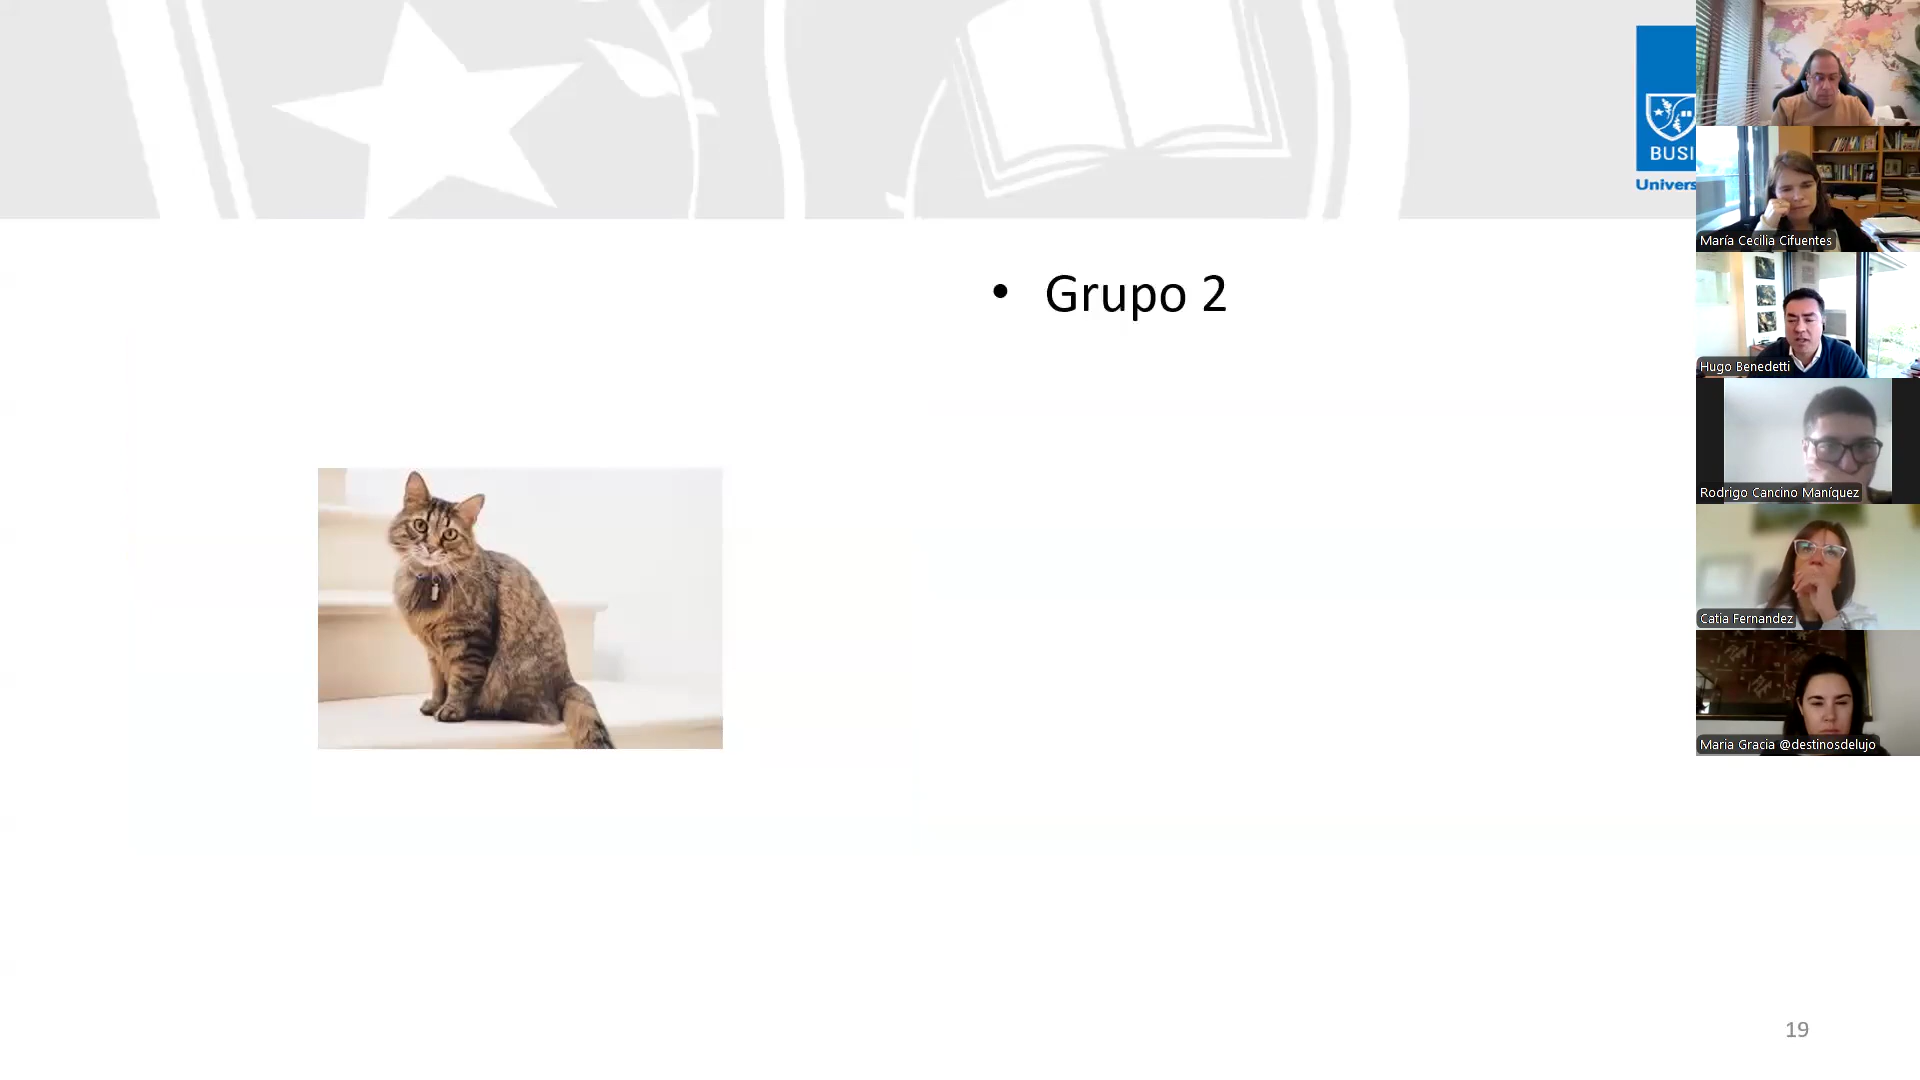 BUSI
Univers
• Grupo 2
María Cecilia Cifuentes
Hugo Benedetti
Rodrigo Cancino Maníquez
Catia Fernandez
Maria Gracia @destinosdelujo
19